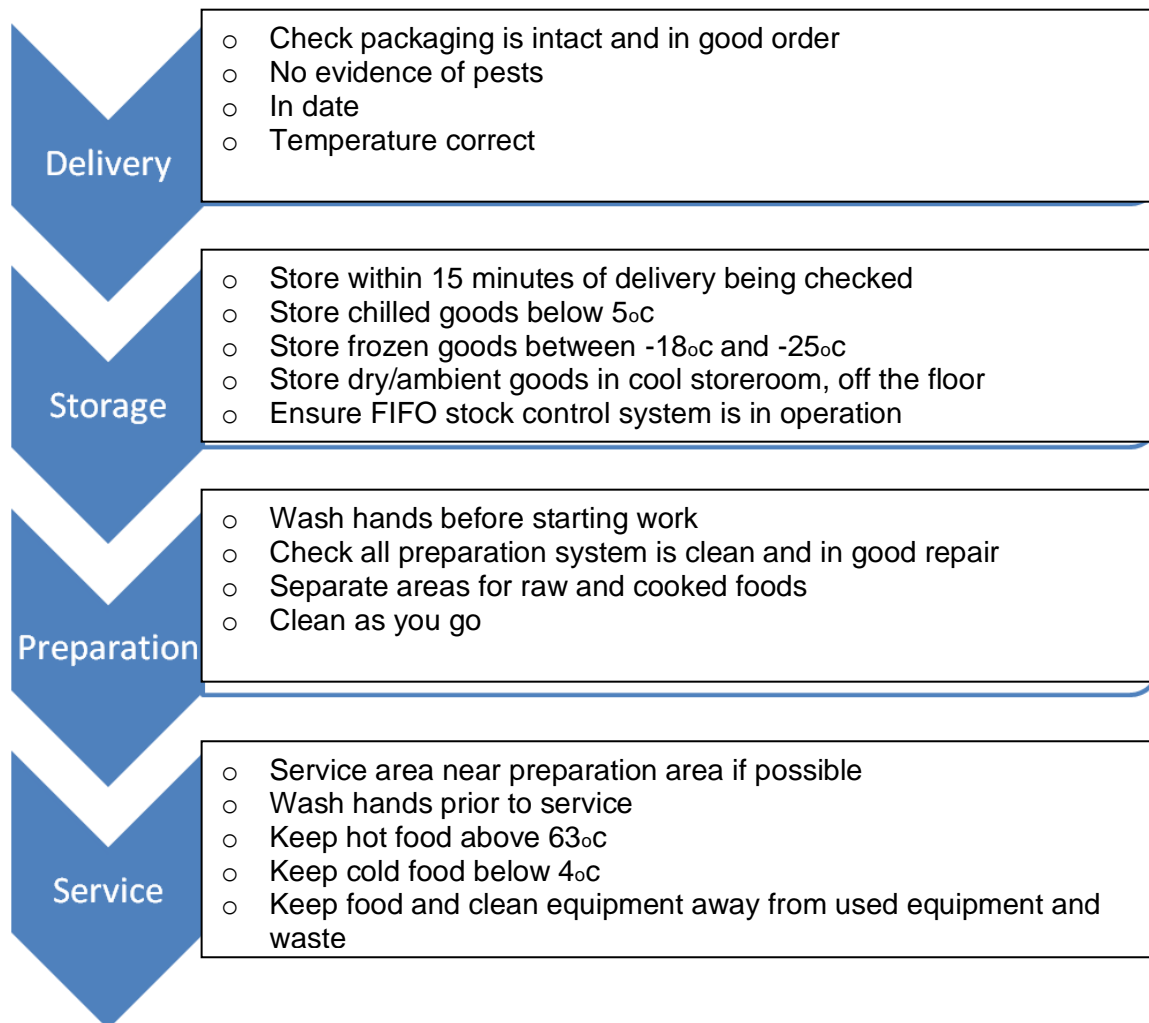 Delivery
o Check packaging is intact and in good order
o No evidence of pests
o In date
o Temperature correct
Storage
o Store within 15 minutes of delivery being checked
o Store chilled goods below 5oc
o Store frozen goods between -18oc and -25oc
o Store dry/ambient goods in cool storeroom, off the floor
o Ensure FIFO stock control system is in operation
Preparation
o Wash hands before starting work
o Check all preparation system is clean and in good repair
o Separate areas for raw and cooked foods
o Clean as you go
Service
o Service area near preparation area if possible
o Wash hands prior to service
o Keep hot food above 63oc
o Keep cold food below 4oc
o Keep food and clean equipment away from used equipment and
waste